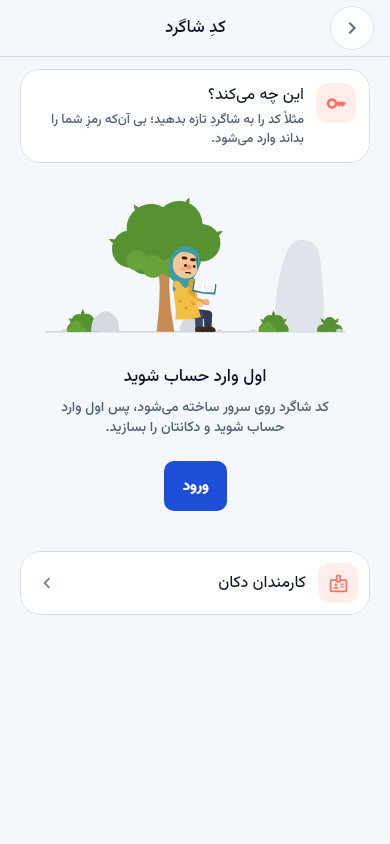 کدِ شاگرد
این چه می‌کند؟
مثلاً کد را به شاگردِ تازه بدهید؛ بی آن‌که رمزِ شما را
بداند وارد می‌شود.
اول وارد حساب شوید
کد شاگرد روی سرور ساخته می‌شود، پس اول وارد
حساب شوید و دکانتان را بسازید.
ورود
کارمندان دکان